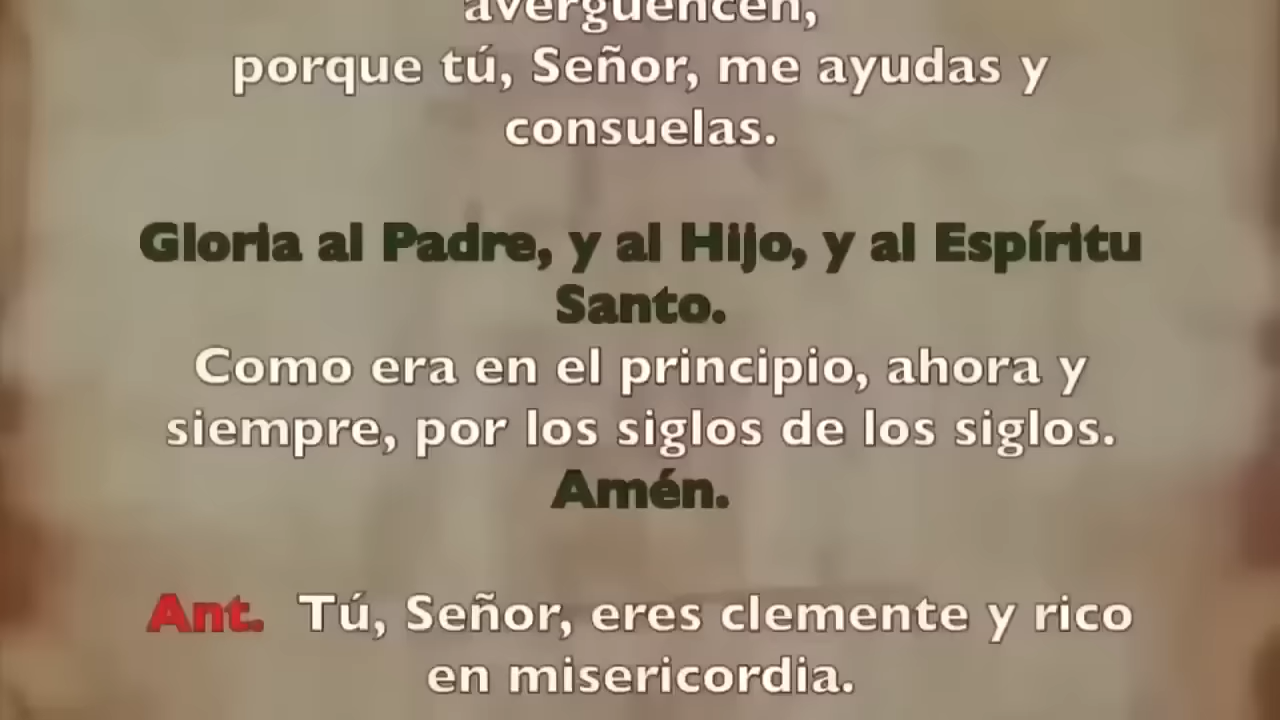 avergüencen,
porque tú, Señor, me ayudas y
consuelas.
Gloria al Padre, y al Hijo, y al Espíritu
Santo.
Como era en el principio, ahora y
siempre, por los siglos de los siglos.
Amén.
Ant. Tú, Señor, eres clemente y rico
en misericordia.